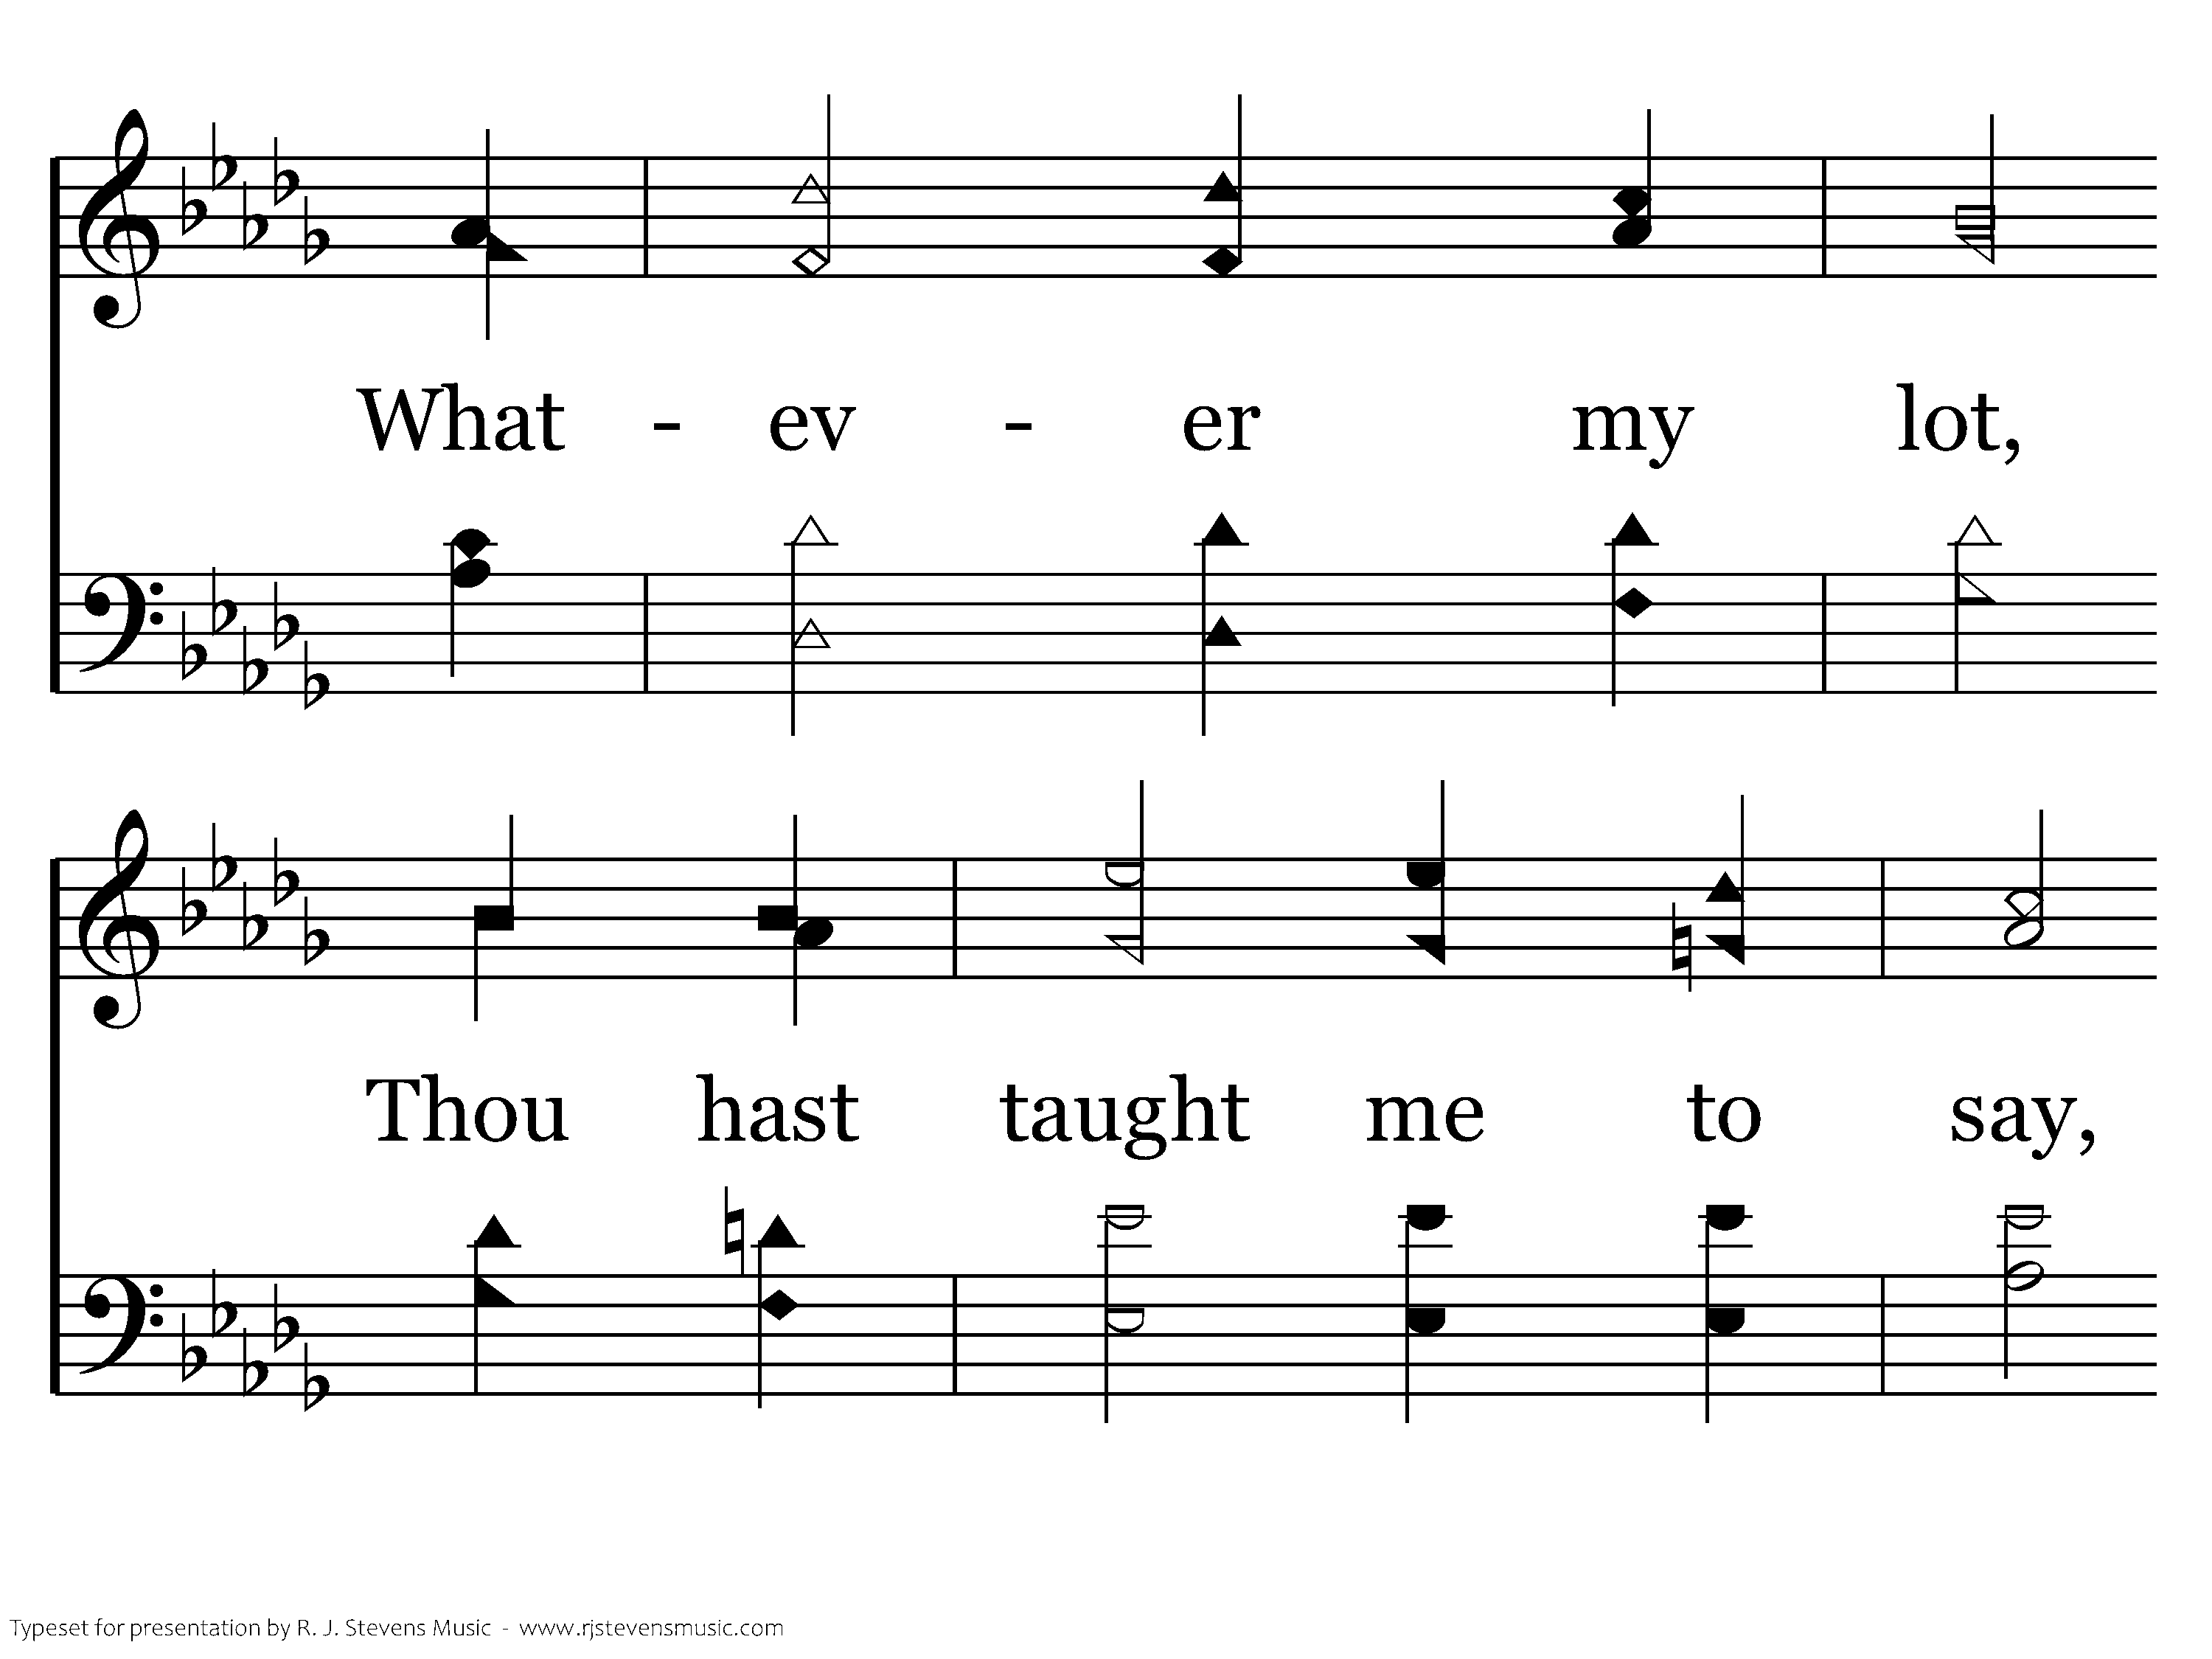 What - ev - er my lot,
Thou hast taught me to say,
Typeset for presentation by R. J. Stevens Music - www.rjstevensmusic.com